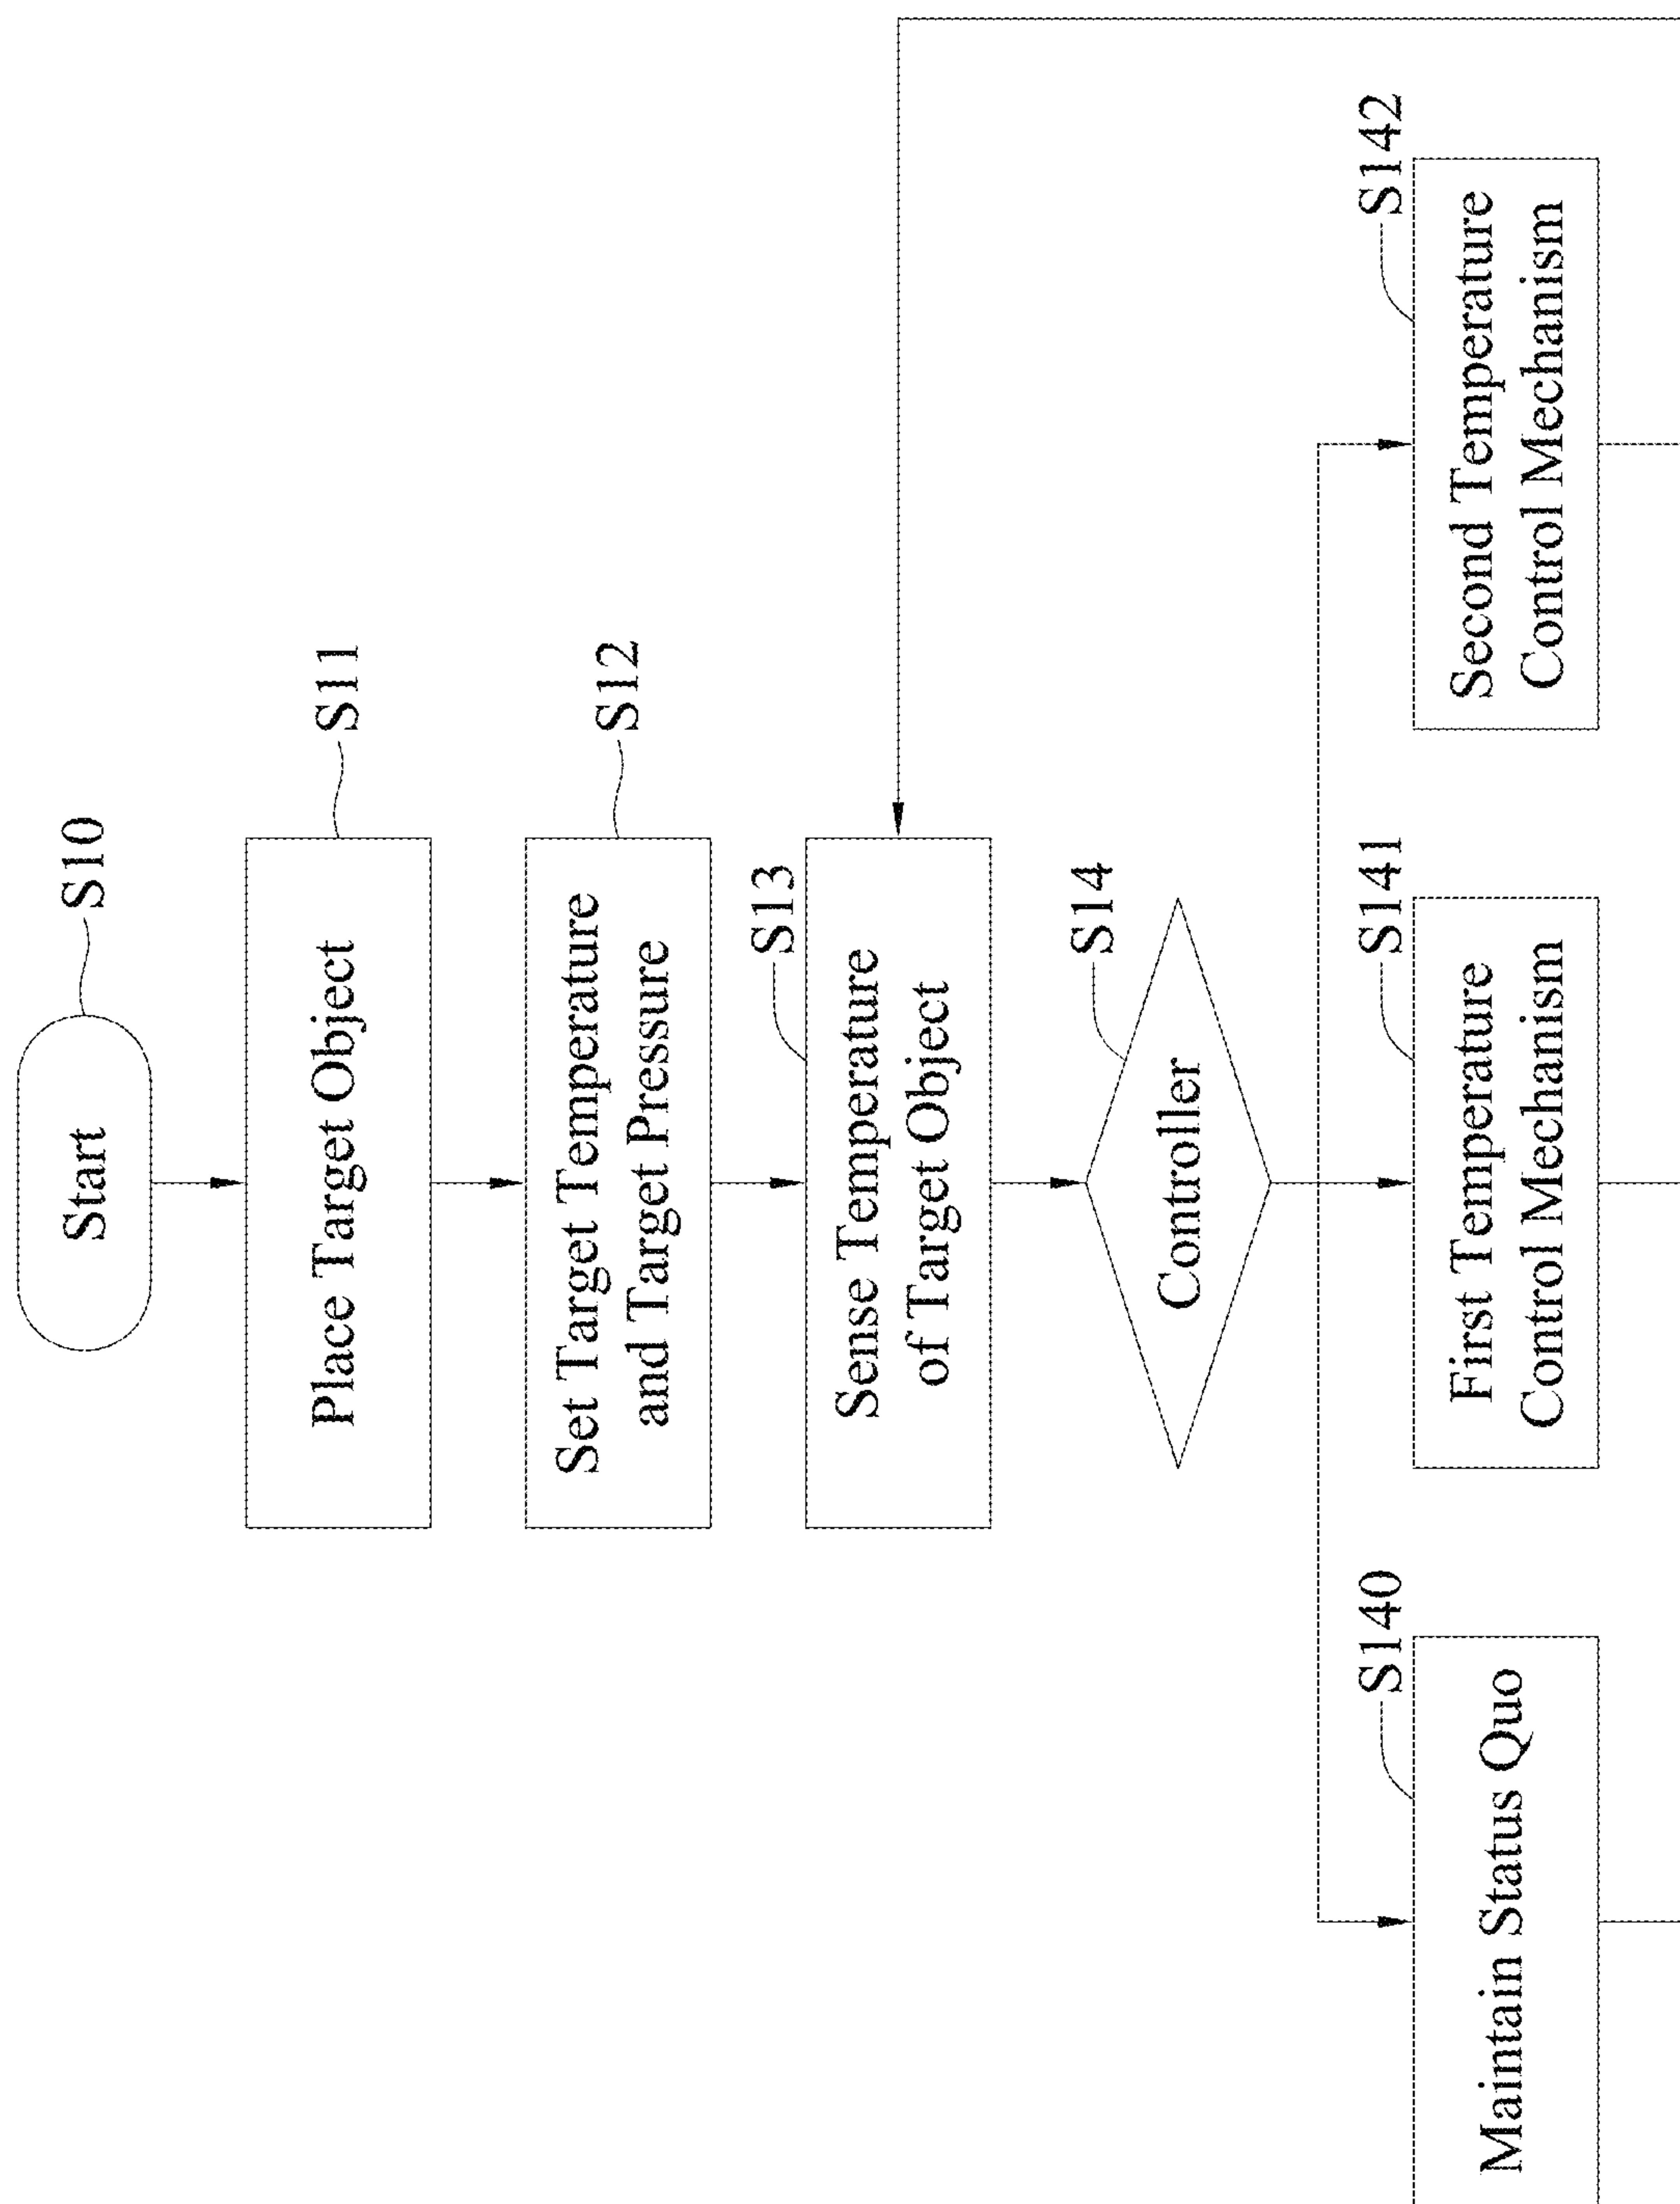 Start
S10
Place Target Object
S11
Set Target Temperature
and Target Pressure
S12
Sense Temperature
of Target Object
S13
Controller
S14
Maintain Status Quo
S140
First Temperature
Control Mechanism
S141
Second Temperature
Control Mechanism
S142